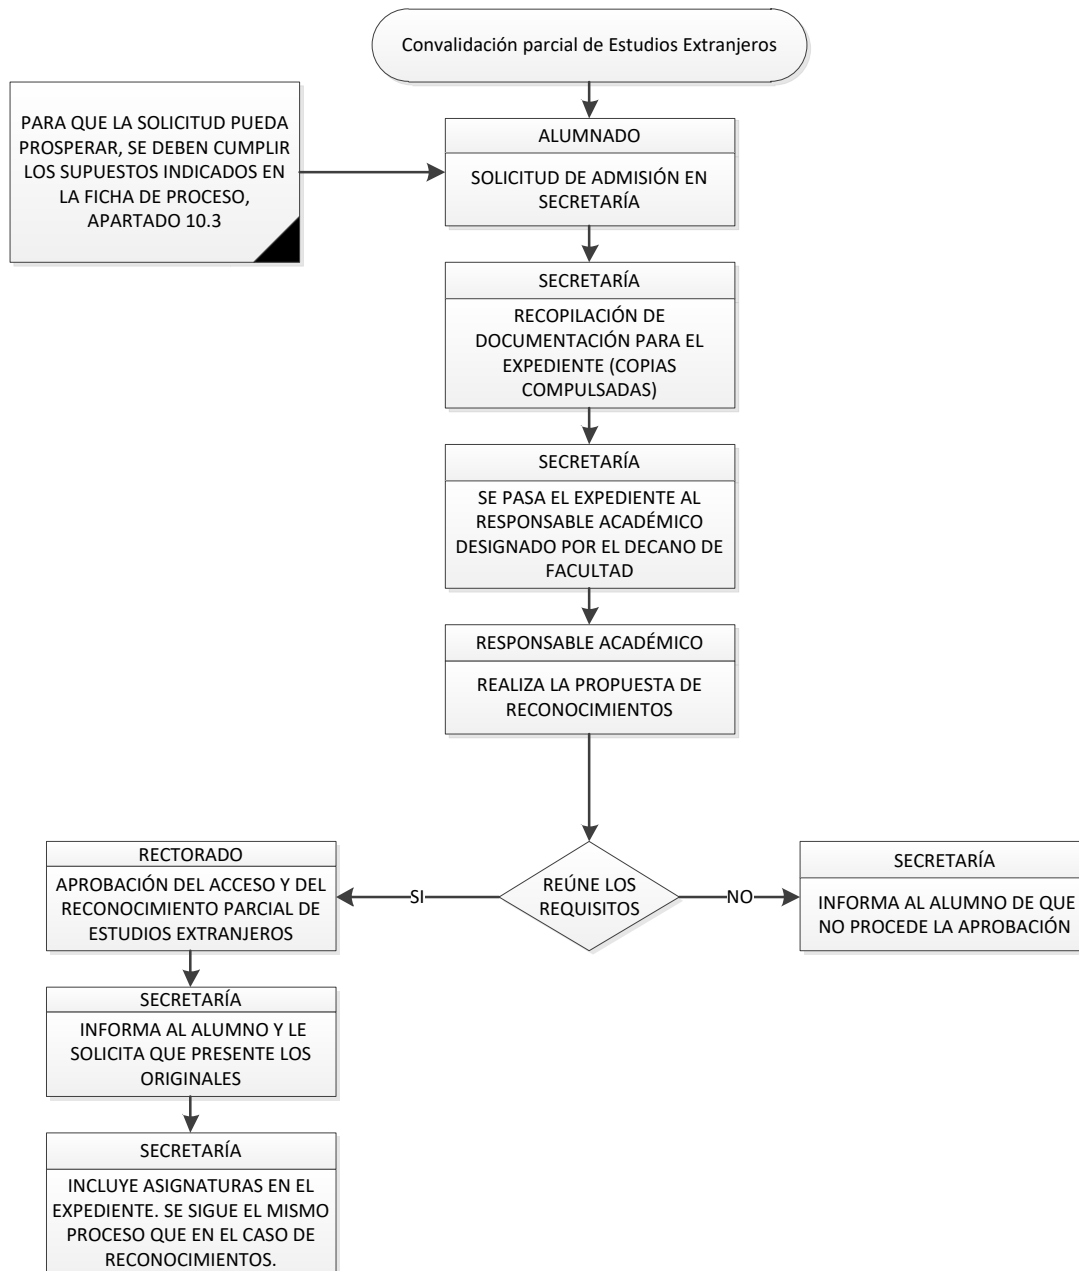 Convalidación parcial de Estudios Extranjeros
PARA QUE LA SOLICITUD PUEDA
PROSPERAR, SE DEBEN CUMPLIR
LOS SUPUESTOS INDICADOS EN
LA FICHA DE PROCESO,
APARTADO 10.3
ALUMNADO
SOLICITUD DE ADMISIÓN EN
SECRETARÍA
SECRETARÍA
RECOPILACIÓN DE
DOCUMENTACIÓN PARA EL
EXPEDIENTE (COPIAS
COMPULSADAS)
SECRETARÍA
SE PASA EL EXPEDIENTE AL
RESPONSABLE ACADÉMICO
DESIGNADO POR EL DECANO DE
FACULTAD
RESPONSABLE ACADÉMICO
REALIZA LA PROPUESTA DE
RECONOCIMIENTOS
REÚNE LOS
REQUISITOS
SI
NO
RECTORADO
APROBACIÓN DEL ACCESO Y DEL
RECONOCIMIENTO PARCIAL DE
ESTUDIOS EXTRANJEROS
SECRETARÍA
INFORMA AL ALUMNO DE QUE
NO PROCEDE LA APROBACIÓN
SECRETARÍA
INFORMA AL ALUMNO Y LE
SOLICITA QUE PRESENTE LOS
ORIGINALES
SECRETARÍA
INCLUYE ASIGNATURAS EN EL
EXPEDIENTE. SE SIGUE EL MISMO
PROCESO QUE EN EL CASO DE
RECONOCIMIENTOS.